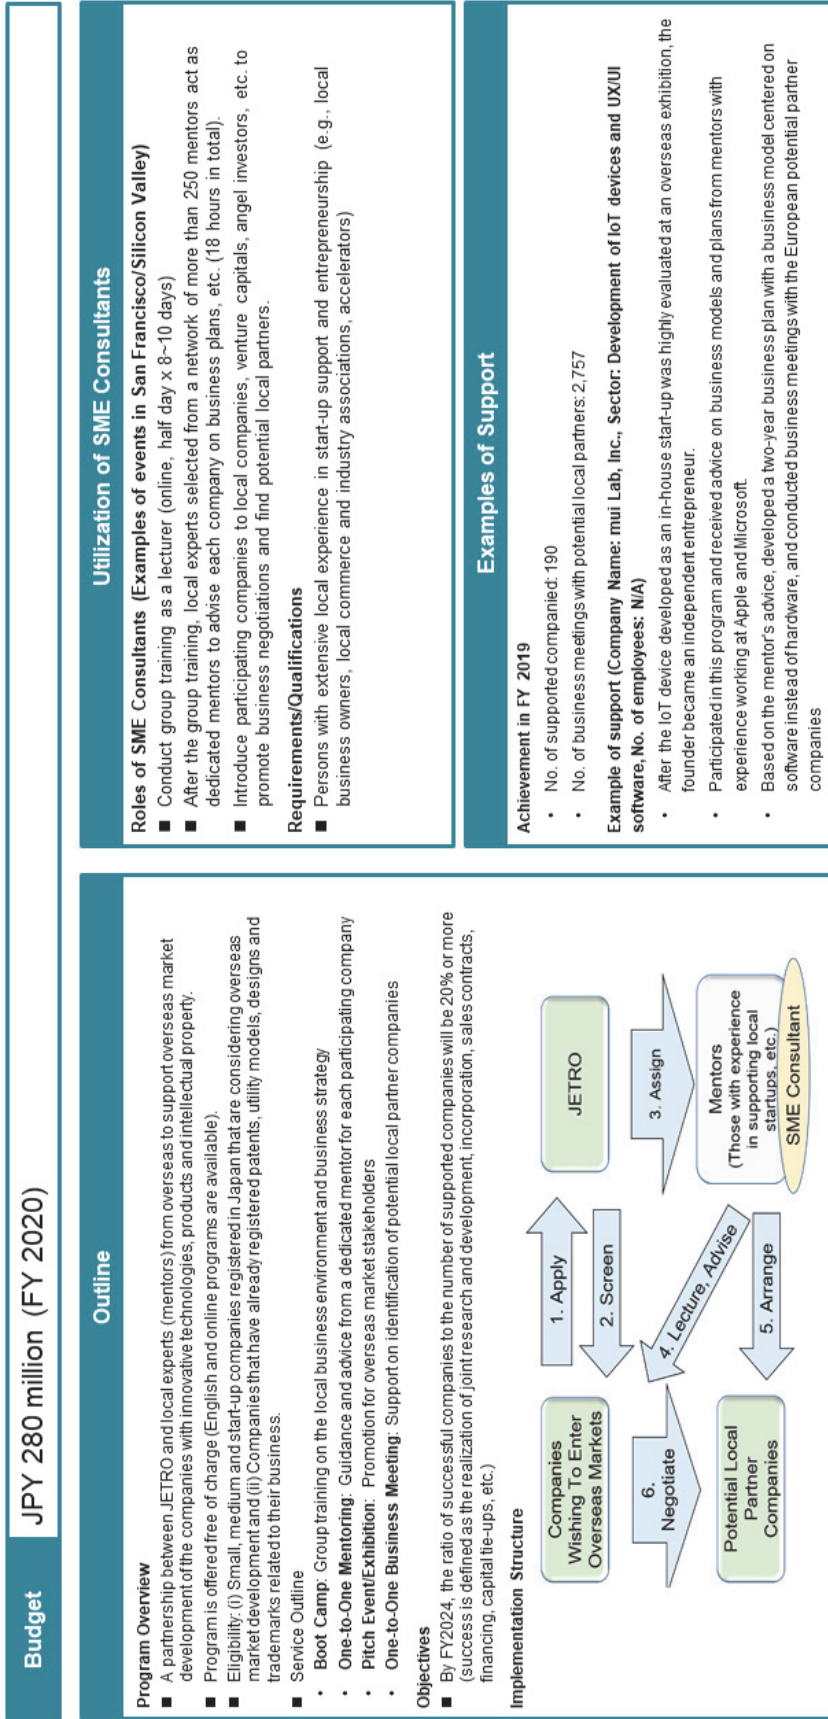 Budget
JPY 280 million (FY 2020)
Outline
Program Overview
■ A partnership between JETRO and local experts (mentors) from overseas to support overseas market
development of the companies with innovative technologies, products and intellectual property.
■ Program is offered free of charge (English and online programs are available).
■ Eligibility: (i) Small, medium and start-up companies registered in Japan that are considering overseas
market development and (ii) Companies that have already registered patents, utility models, designs and
trademarks related to their business.
■ Service Outline
• Boot Camp: Group training on the local business environment and business strategy
• One-to-One Mentoring: Guidance and advice from a dedicated mentor for each participating company
• Pitch Event/Exhibition: Promotion for overseas market stakeholders
• One-to-One Business Meeting: Support on identification of potential local partner companies
Objectives
■ By FY2024, the ratio of successful companies to the number of supported companies will be 20% or more
(success is defined as the realization of joint research and development, incorporation, sales contracts,
financing, capital tie-ups, etc.)
Implementation Structure
Companies
Wishing To Enter
Overseas Markets
1. Apply
2. Screen
JETRO
3. Assign
4. Lecture, Advise
6.
Negotiate
Potential Local
Partner
Companies
5. Arrange
Mentors
(Those with experience
in supporting local
startups, etc.)
SME Consultant
Utilization of SME Consultants
Roles of SME Consultants (Examples of events in San Francisco/Silicon Valley)
■ Conduct group training as a lecturer (online, half day x 8~10 days)
■ After the group training, local experts selected from a network of more than 250 mentors act as
dedicated mentors to advise each company on business plans, etc. (18 hours in total).
■ Introduce participating companies to local companies, venture capitals, angel investors, etc. to
promote business negotiations and find potential local partners.
Requirements/Qualifications
■ Persons with extensive local experience in start-up support and entrepreneurship (e.g., local
business owners, local commerce and industry associations, accelerators)
Examples of Support
Achievement in FY 2019
• No. of supported companied: 190
• No. of business meetings with potential local partners: 2,757
Example of support (Company Name: mui Lab, Inc., Sector: Development of IoT devices and UX/UI
software, No. of employees: N/A)
• After the IoT device developed as an in-house start-up was highly evaluated at an overseas exhibition, the
founder became an independent entrepreneur.
• Participated in this program and received advice on business models and plans from mentors with
experience working at Apple and Microsoft.
• Based on the mentor's advice, developed a two-year business plan with a business model centered on
software instead of hardware, and conducted business meetings with the European potential partner
companies